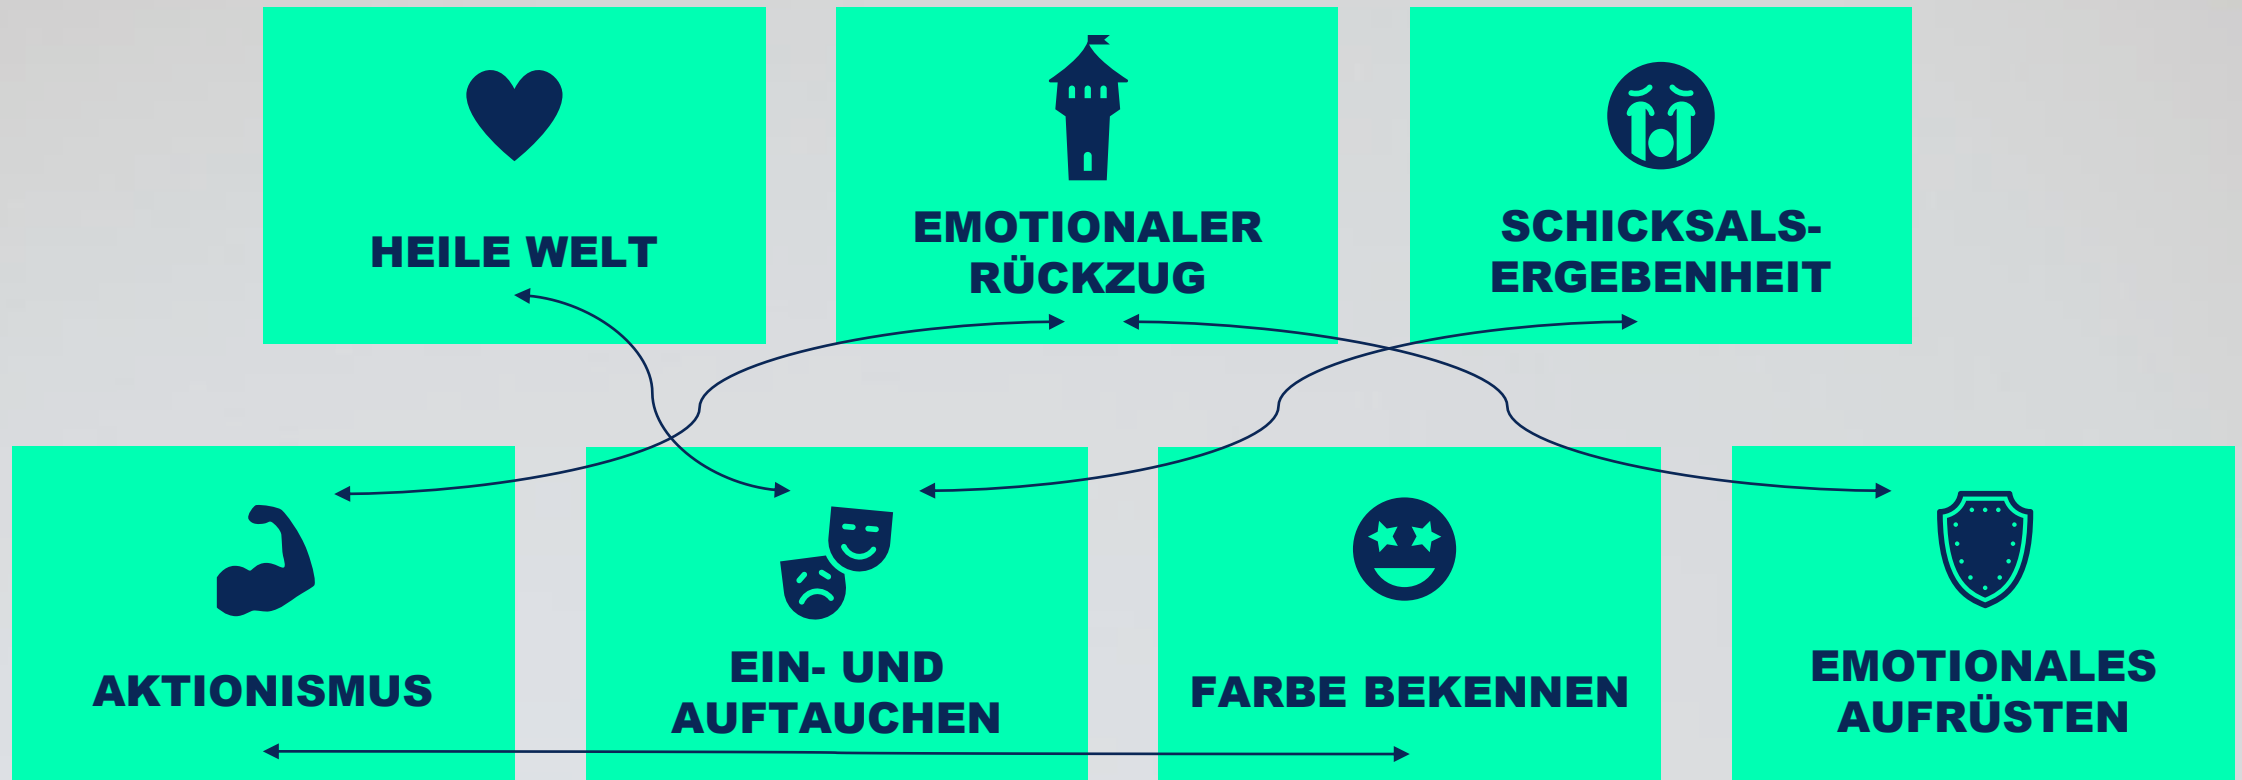 HEILE WELT
EMOTIONALER
RÜCKZUG
SCHICKSALS-
ERGEBENHEIT
AKTIONISMUS
EIN- UND
AUFTAUCHEN
FARBE BEKENNEN
EMOTIONALES
AUFRÜSTEN